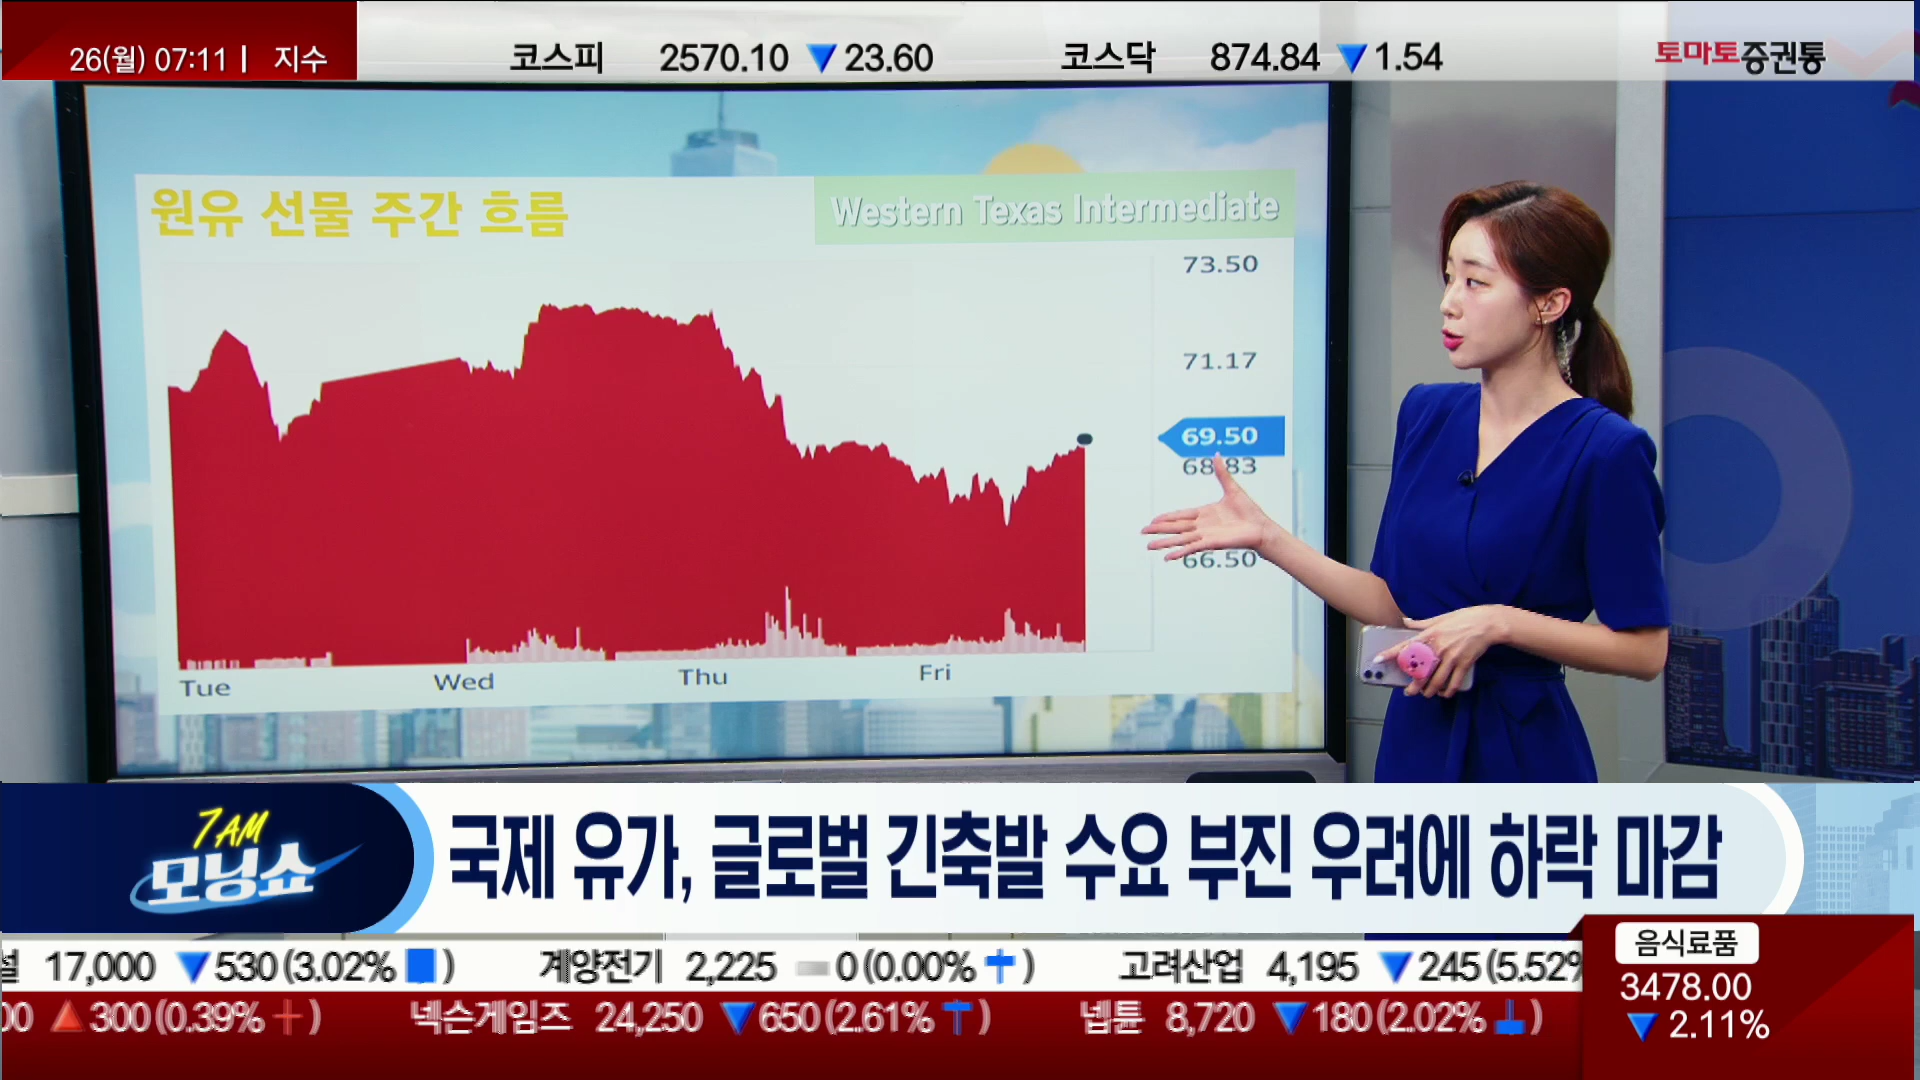 26(월) 07:11 | 지수 코스피 2570.10 ▼ 23.60 코스닥 874.84 ▼ 1.54 토마토증권통
원유 선물 주간 흐름
Western Texas Intermediate
73.50
71.17
69.50
68.83
66.50
Tue Wed Thu Fri
7AM
모닝쇼
국제 유가, 글로벌 긴축발 수요 부진 우려에 하락 마감
17,000 ▼530(3.02%) 계양전기 2,225 0(0.00%) 고려산업 4,195 ▼245(5.52%
▲300(0.39%) 넥슨게임즈 24,250 ▼650(2.61%) 넵튠 8,720 ▼180(2.02%)
음식료품
3478.00
▼ 2.11%